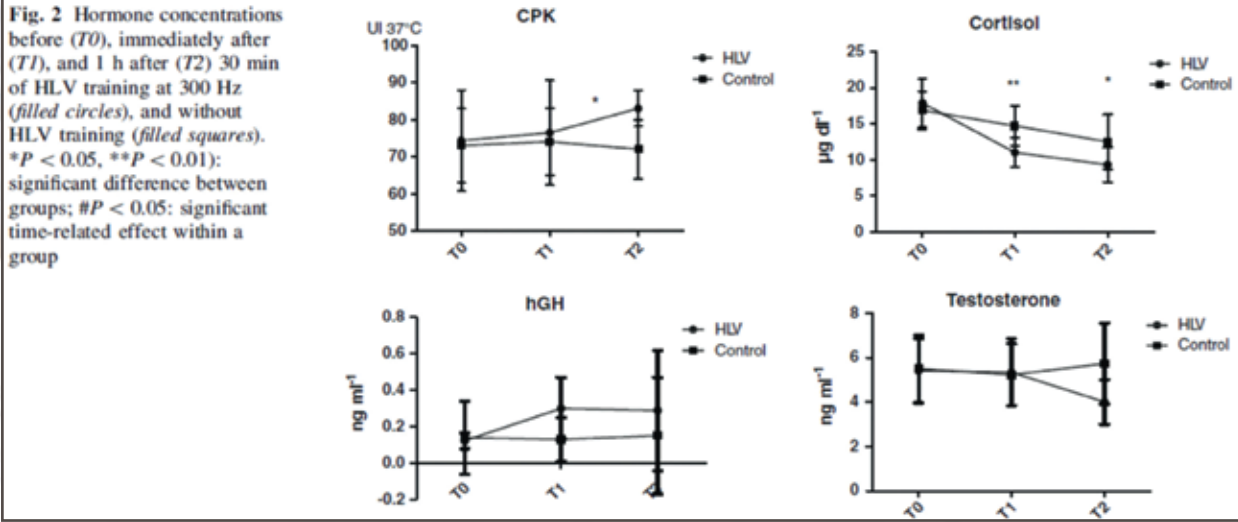 Fig. 2 Hormone concentrations
before (T0), immediately after
(T1), and 1 h after (T2) 30 min
of HLV training at 300 Hz
(filled circles), and without
HLV training (filled squares).
*P < 0.05, **P < 0.01):
significant difference between
groups; #P < 0.05: significant
time-related effect within a
group
CPK
UI 37°C
100
90
80
70
60
50
*
HLV
Control
T0
T1
T2
Cortisol
25
20
15
10
5
0
µg dl⁻¹
**
*
HLV
Control
T0
T1
T2
hGH
0.8
0.6
0.4
0.2
0.0
-0.2
ng ml⁻¹
HLV
Control
T0
T1
Testosterone
8
6
4
2
0
ng ml⁻¹
HLV
Control
T0
T1
T2